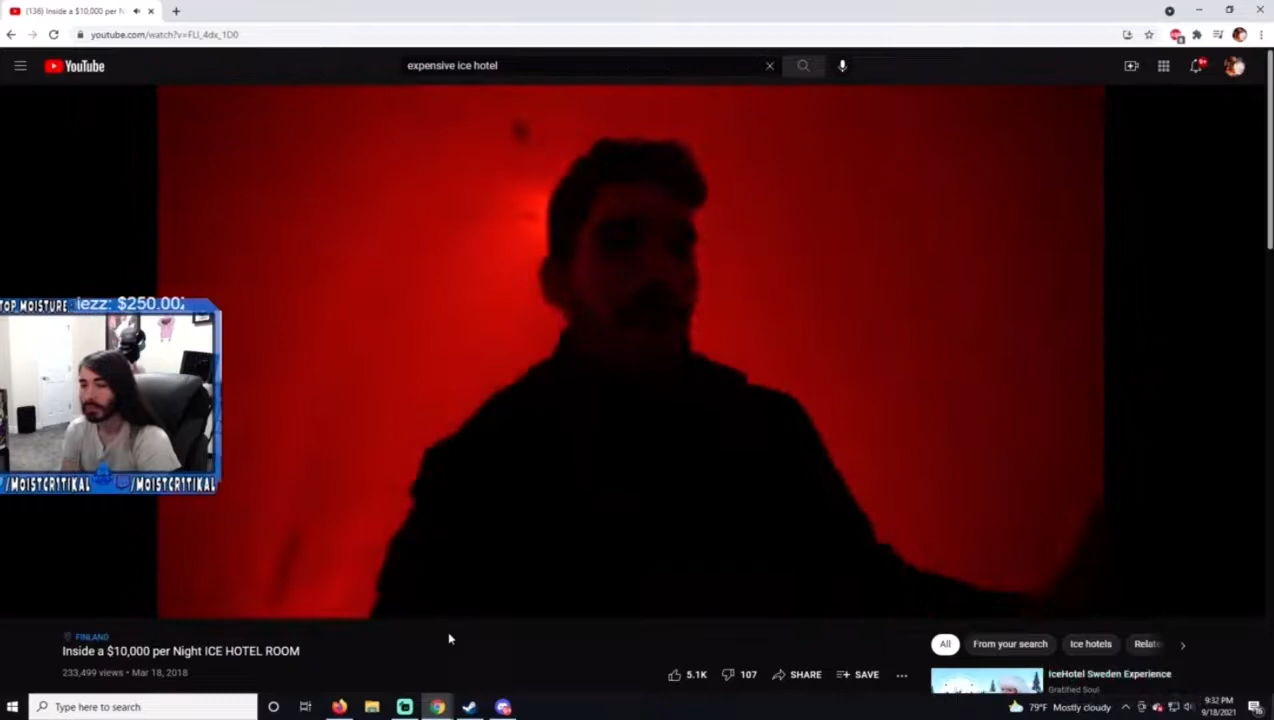 (136) Inside a $10,000 per N
youtube.com/watch?v=FLI_4dx_1D0
YouTube
expensive ice hotel
9+
TOP MOISTURE
iezz: $250.00
/MOISTCR1TIKAL
/MOISTCR1TIKAL
FINLAND
Inside a $10,000 per Night ICE HOTEL ROOM
233,499 views • Mar 18, 2018
5.1K
107
SHARE
SAVE
All
From your search
Ice hotels
Relate
IceHotel Sweden Experience
Gratified Soul
Type here to search
79°F Mostly cloudy
9:32 PM
9/18/2021